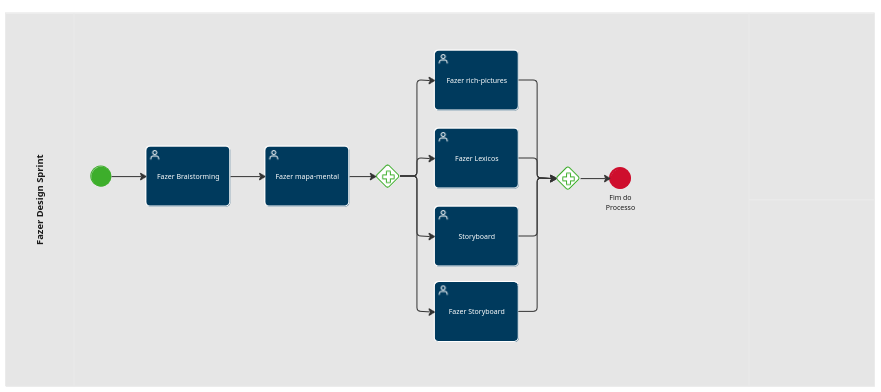 Fazer Design Sprint
Fazer Braistorming
Fazer mapa-mental
Fazer rich-pictures
Fazer Lexicos
Storyboard
Fazer Storyboard
Fim do
Processo